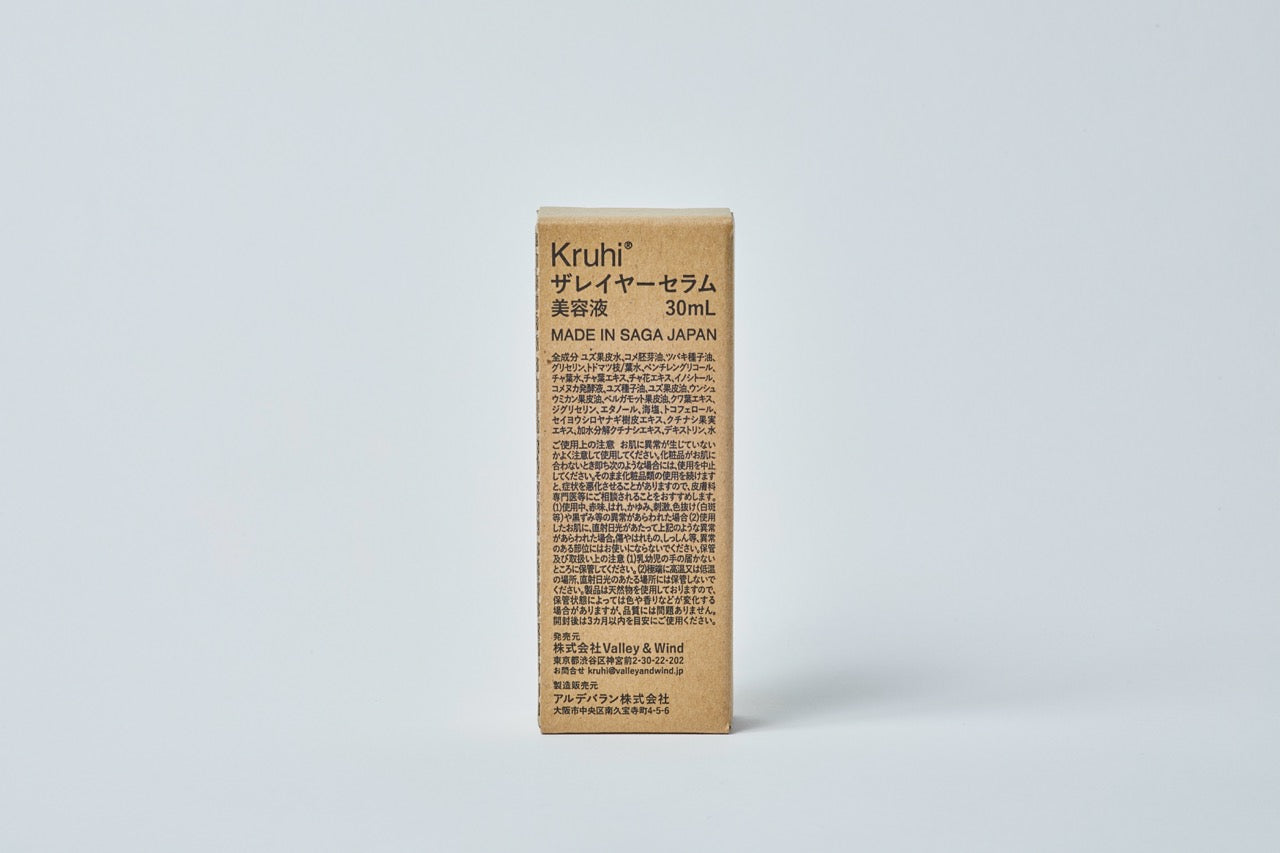 Kruhi®
ザレイヤーセラム
美容液 30mL
MADE IN SAGA JAPAN
全成分 ユズ果皮水、コメ胚芽油、ツバキ種子油、
グリセリン、トドマツ枝/葉水、ペンチレングリコール、
チャ葉水、チャ葉エキス、チャ花エキス、イノシトール、
コメヌカ発酵液、ユズ種子油、ユズ果皮油、ウンシュ
ウミカン果皮油、ベルガモット果皮油、クワ葉エキス、
ジグリセリン、エタノール、海塩、トコフェロール、
セイヨウシロヤナギ樹皮エキス、クチナシ果実
エキス、加水分解クチナシエキス、デキストリン、水
ご使用上の注意 お肌に異常が生じていない
かよく注意して使用してください。化粧品がお肌に
合わないとき即ち次のような場合には、使用を中止
してください。そのまま化粧品類の使用を続けます
と、症状を悪化させることがありますので、皮膚科
専門医等にご相談されることをおすすめします。
(1)使用中、赤味、はれ、かゆみ、刺激、色抜け(白斑
等)や黒ずみ等の異常があらわれた場合(2)使用
したお肌に、直射日光があたって上記のような異常
があらわれた場合。傷やはれもの、しっしん等、異常
のある部位にはお使いにならないでください。保管
及び取扱い上の注意 (1)乳幼児の手の届かない
ところに保管してください。(2)極端に高温又は低温
の場所、直射日光のあたる場所には保管しないで
ください。製品は天然物を使用しておりますので、
保管状態によっては色や香りなどが変化する
場合がありますが、品質には問題ありません。
開封後は3カ月以内を目安にご使用ください。
発売元
株式会社Valley & Wind
東京都渋谷区神宮前2-30-22-202
お問合せ kruhi@valleyandwind.jp
製造販売元
アルデバラン株式会社
大阪市中央区南久宝寺町4-5-6